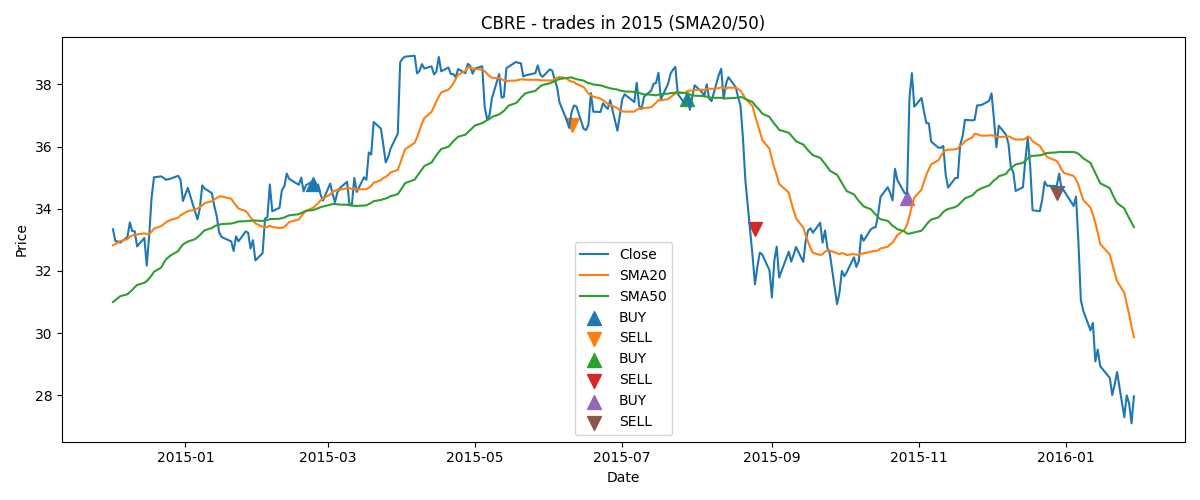 CBRE - trades in 2015 (SMA20/50)
Price
38
36
34
32
30
28
Close
SMA20
SMA50
BUY
SELL
BUY
SELL
BUY
SELL
2015-01
2015-03
2015-05
2015-07
2015-09
2015-11
2016-01
Date